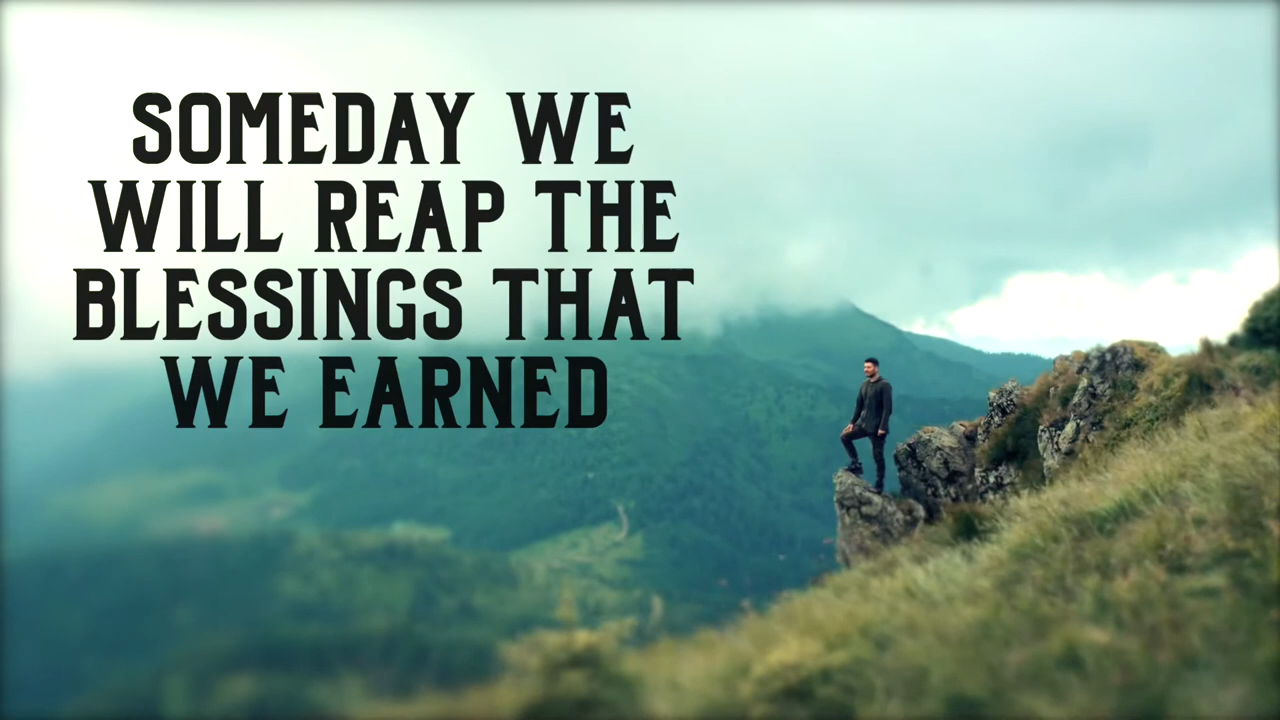 SOMEDAY WE
WILL REAP THE
BLESSINGS THAT
WE EARNED